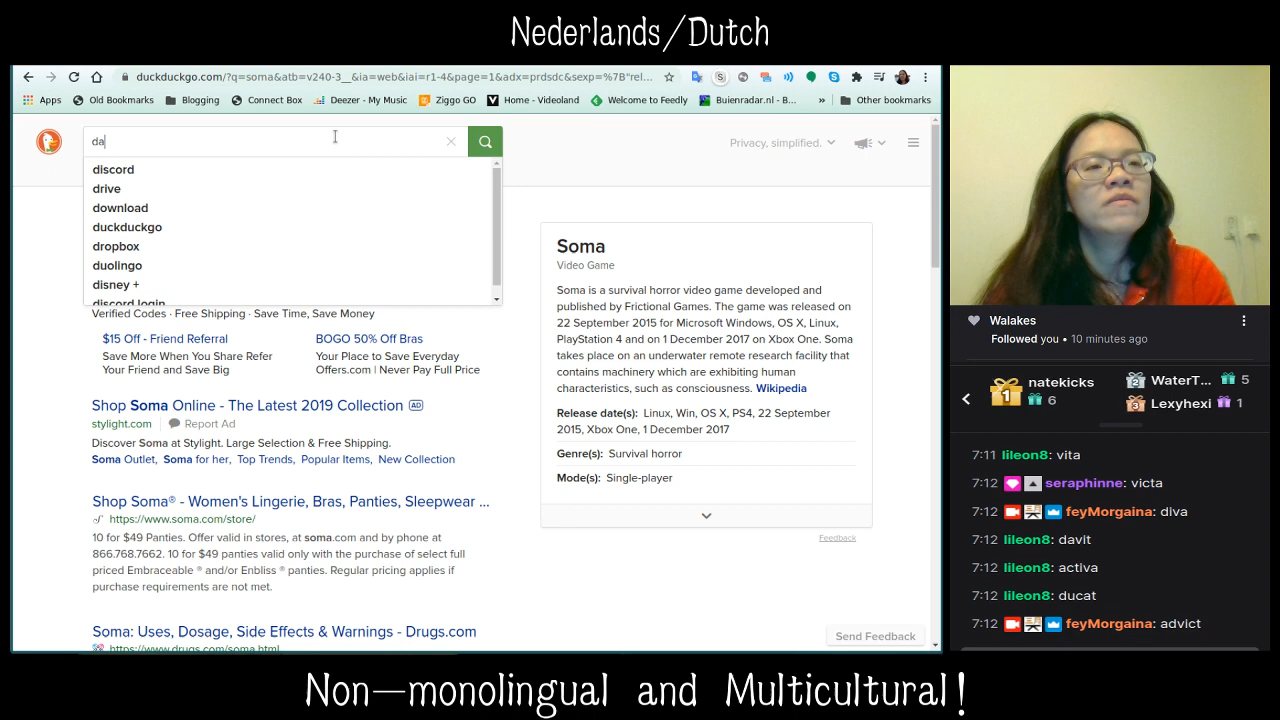 Nederlands/Dutch
duckduckgo.com/?q=soma&atb=v240-3__&ia=web&iai=r1-4&page=1&adx=prdsdc&sexp=%7B"rel...
Apps Old Bookmarks Blogging Connect Box Deezer - My Music Ziggo GO Home - Videoland Welcome to Feedly Buienradar.nl - B... » Other bookmarks
da
Privacy, simplified.
discord
drive
download
duckduckgo
dropbox
duolingo
disney +
discord login
Verified Codes · Free Shipping · Save Time, Save Money
$15 Off - Friend Referral
Save More When You Share Refer
Your Friend and Save Big
BOGO 50% Off Bras
Your Place to Save Everyday
Offers.com | Never Pay Full Price
Shop Soma Online - The Latest 2019 Collection AD
stylight.com Report Ad
Discover Soma at Stylight. Large Selection & Free Shipping.
Soma Outlet, Soma for her, Top Trends, Popular Items, New Collection
Shop Soma® - Women's Lingerie, Bras, Panties, Sleepwear ...
https://www.soma.com/store/
10 for $49 Panties. Offer valid in stores, at soma.com and by phone at
866.768.7662. 10 for $49 panties valid only with the purchase of select full
priced Embraceable ® and/or Enbliss ® panties. Regular pricing applies if
purchase requirements are not met.
Soma: Uses, Dosage, Side Effects & Warnings - Drugs.com
https://www.drugs.com/soma.html
Soma
Video Game
Soma is a survival horror video game developed and
published by Frictional Games. The game was released on
22 September 2015 for Microsoft Windows, OS X, Linux,
PlayStation 4 and on 1 December 2017 on Xbox One. Soma
takes place on an underwater remote research facility that
contains machinery which are exhibiting human
characteristics, such as consciousness. Wikipedia
Release date(s): Linux, Win, OS X, PS4, 22 September
2015, Xbox One, 1 December 2017
Genre(s): Survival horror
Mode(s): Single-player
Feedback
Send Feedback
Walakes
Followed you • 10 minutes ago
1 natekicks 6
2 WaterT... 5
3 Lexyhexi 1
7:11 lileon8: vita
7:12 seraphinne: victa
7:12 feyMorgaina: diva
7:12 lileon8: davit
7:12 lileon8: activa
7:12 lileon8: ducat
7:12 feyMorgaina: advict
Non-monolingual and Multicultural!